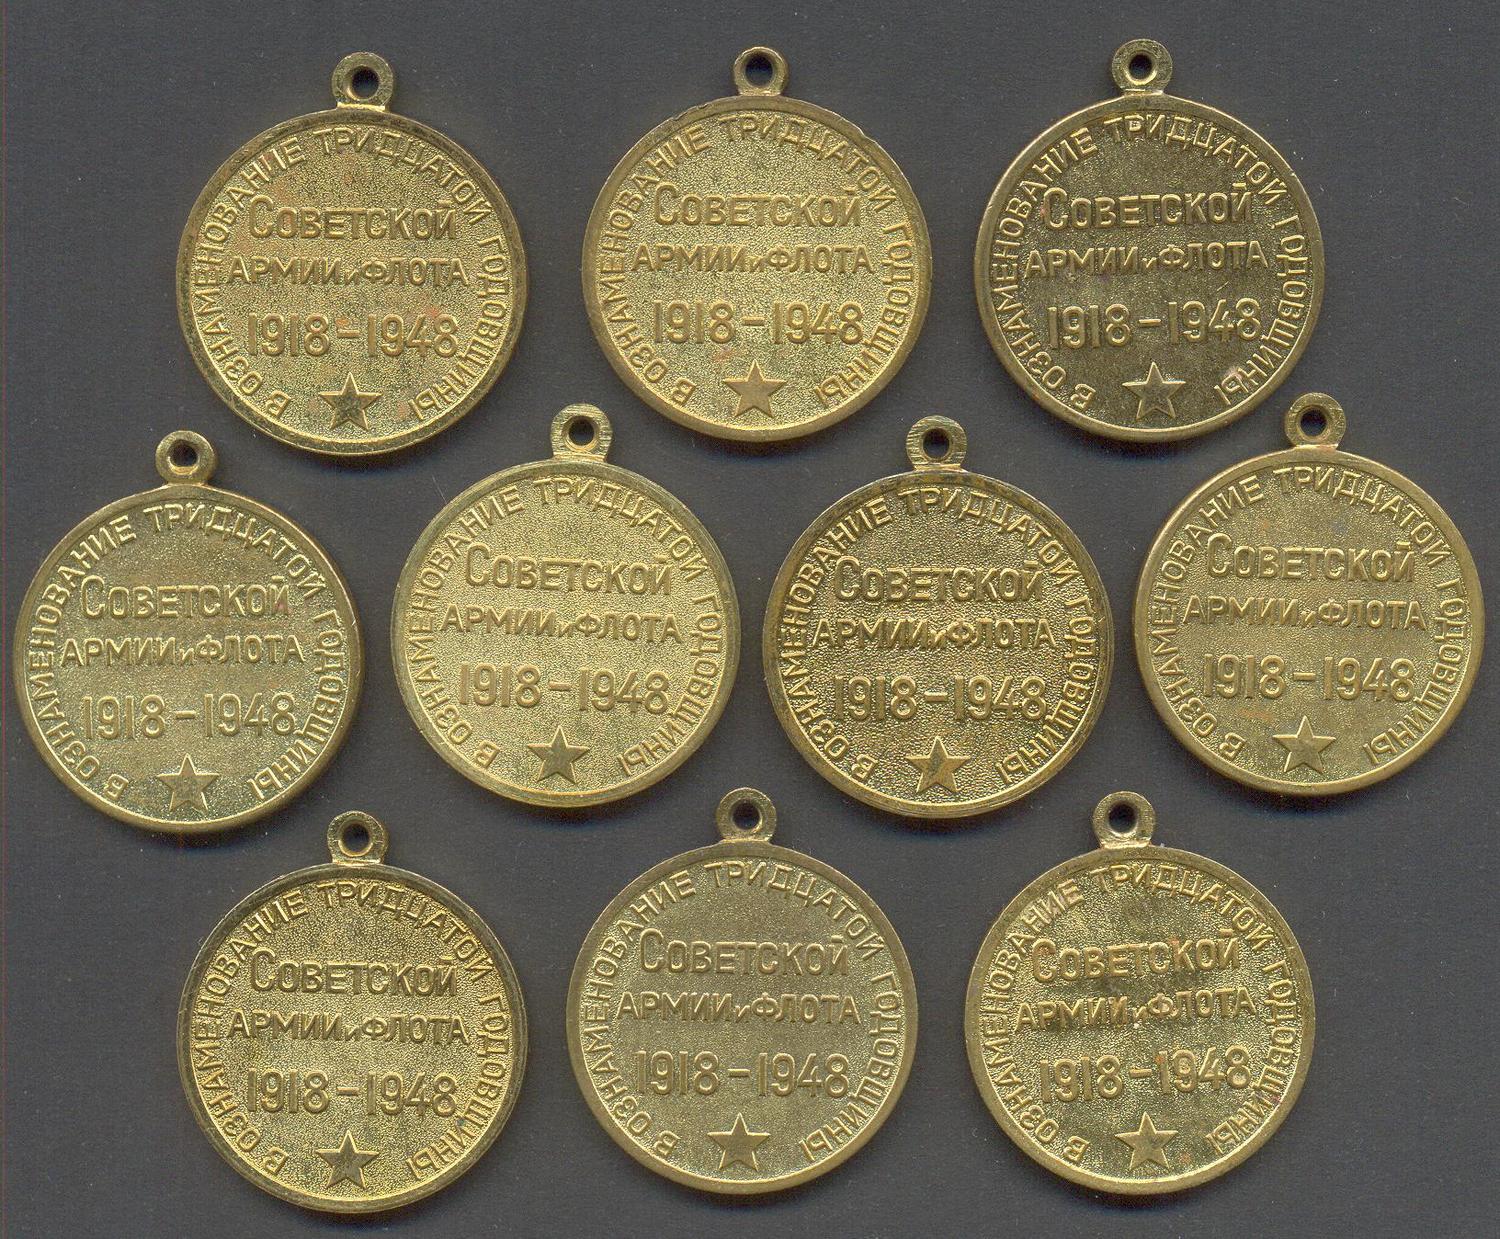 В ОЗНАМЕНОВАНИЕ ТРИДЦАТОЙ ГОДОВЩИНЫ
СОВЕТСКОЙ
АРМИИ и ФЛОТА
1918-1948
В ОЗНАМЕНОВАНИЕ ТРИДЦАТОЙ ГОДОВЩИНЫ
СОВЕТСКОЙ
АРМИИ и ФЛОТА
1918-1948
В ОЗНАМЕНОВАНИЕ ТРИДЦАТОЙ ГОДОВЩИНЫ
СОВЕТСКОЙ
АРМИИ и ФЛОТА
1918-1948
В ОЗНАМЕНОВАНИЕ ТРИДЦАТОЙ ГОДОВЩИНЫ
СОВЕТСКОЙ
АРМИИ и ФЛОТА
1918-1948
В ОЗНАМЕНОВАНИЕ ТРИДЦАТОЙ ГОДОВЩИНЫ
СОВЕТСКОЙ
АРМИИ и ФЛОТА
1918-1948
В ОЗНАМЕНОВАНИЕ ТРИДЦАТОЙ ГОДОВЩИНЫ
СОВЕТСКОЙ
АРМИИ и ФЛОТА
1918-1948
В ОЗНАМЕНОВАНИЕ ТРИДЦАТОЙ ГОДОВЩИНЫ
СОВЕТСКОЙ
АРМИИ и ФЛОТА
1918-1948
В ОЗНАМЕНОВАНИЕ ТРИДЦАТОЙ ГОДОВЩИНЫ
СОВЕТСКОЙ
АРМИИ и ФЛОТА
1918-1948
В ОЗНАМЕНОВАНИЕ ТРИДЦАТОЙ ГОДОВЩИНЫ
СОВЕТСКОЙ
АРМИИ и ФЛОТА
1918-1948
В ОЗНАМЕНОВАНИЕ ТРИДЦАТОЙ ГОДОВЩИНЫ
СОВЕТСКОЙ
АРМИИ и ФЛОТА
1918-1948